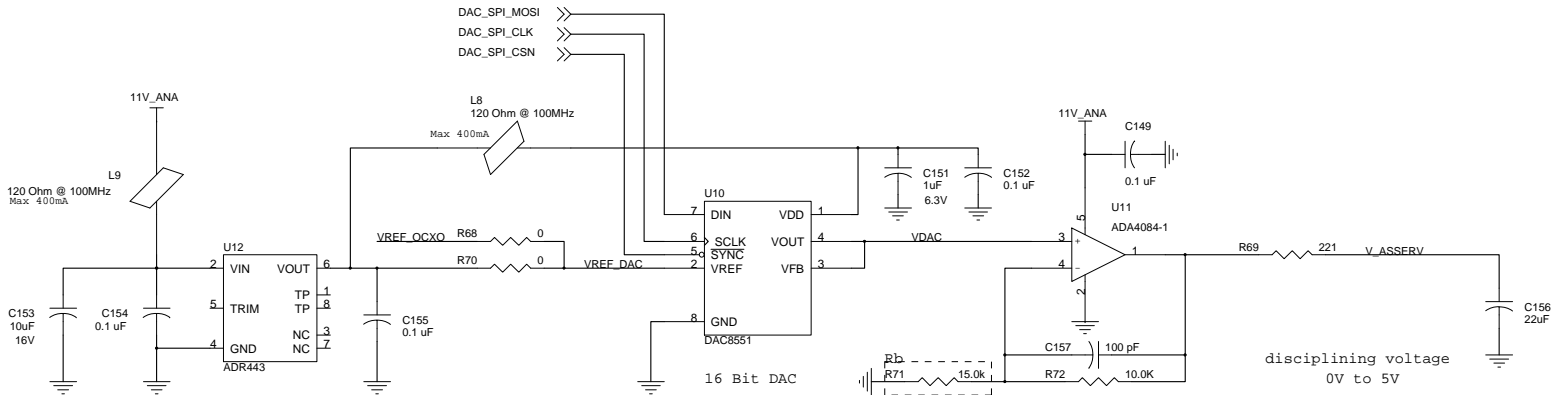 DAC_SPI_MOSI
DAC_SPI_CLK
DAC_SPI_CSN
11V_ANA
L9
120 Ohm @ 100MHz
Max 400mA
L8
120 Ohm @ 100MHz
Max 400mA
C153
10uF
16V
C154
0.1 uF
U12
2 VIN VOUT 6
TP 1
5 TRIM TP 8
NC 3
4 GND NC 7
ADR443
C155
0.1 uF
VREF_OCXO R68 0
R70 0 VREF_DAC
U10
7 DIN VDD 1
6 SCLK VOUT 4
5 SYNC
2 VREF VFB 3
8 GND
DAC8551
16 Bit DAC
C151
1uF
6.3V
C152
0.1 uF
VDAC
11V_ANA
C149
0.1 uF
U11
ADA4084-1
5
3 +
1
4 -
2
R69 221 V_ASSERV
C156
22uF
C157 100 pF
Rb
R71 15.0k
R72 10.0K
disciplining voltage
0V to 5V